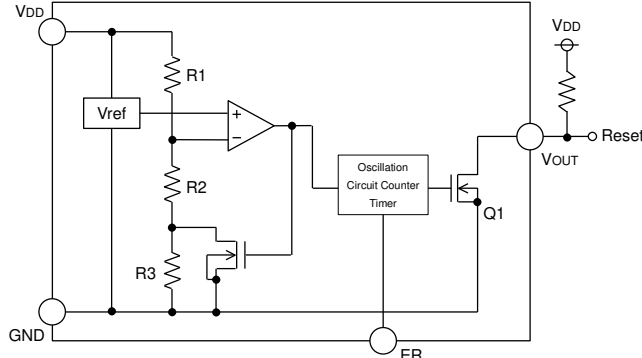 VDD
VDD
R1
Vref
+
−
Reset
VOUT
Oscillation
Circuit Counter
Timer
R2
Q1
R3
GND
ER